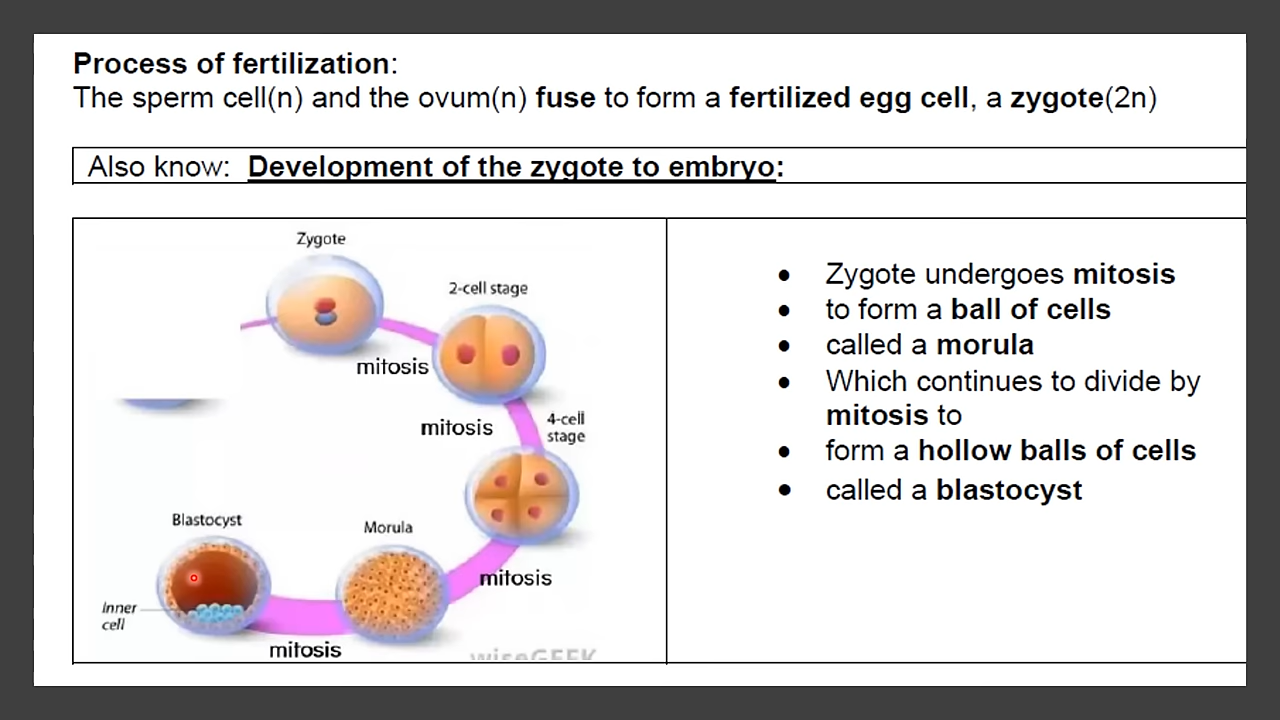 Process of fertilization:
The sperm cell(n) and the ovum(n) fuse to form a fertilized egg cell, a zygote(2n)
Also know: Development of the zygote to embryo:
Zygote
2-cell stage
mitosis
mitosis
4-cell
stage
Blastocyst
Morula
mitosis
Inner
cell
mitosis
wiseGEEK
• Zygote undergoes mitosis
• to form a ball of cells
• called a morula
• Which continues to divide by
mitosis to
• form a hollow balls of cells
• called a blastocyst